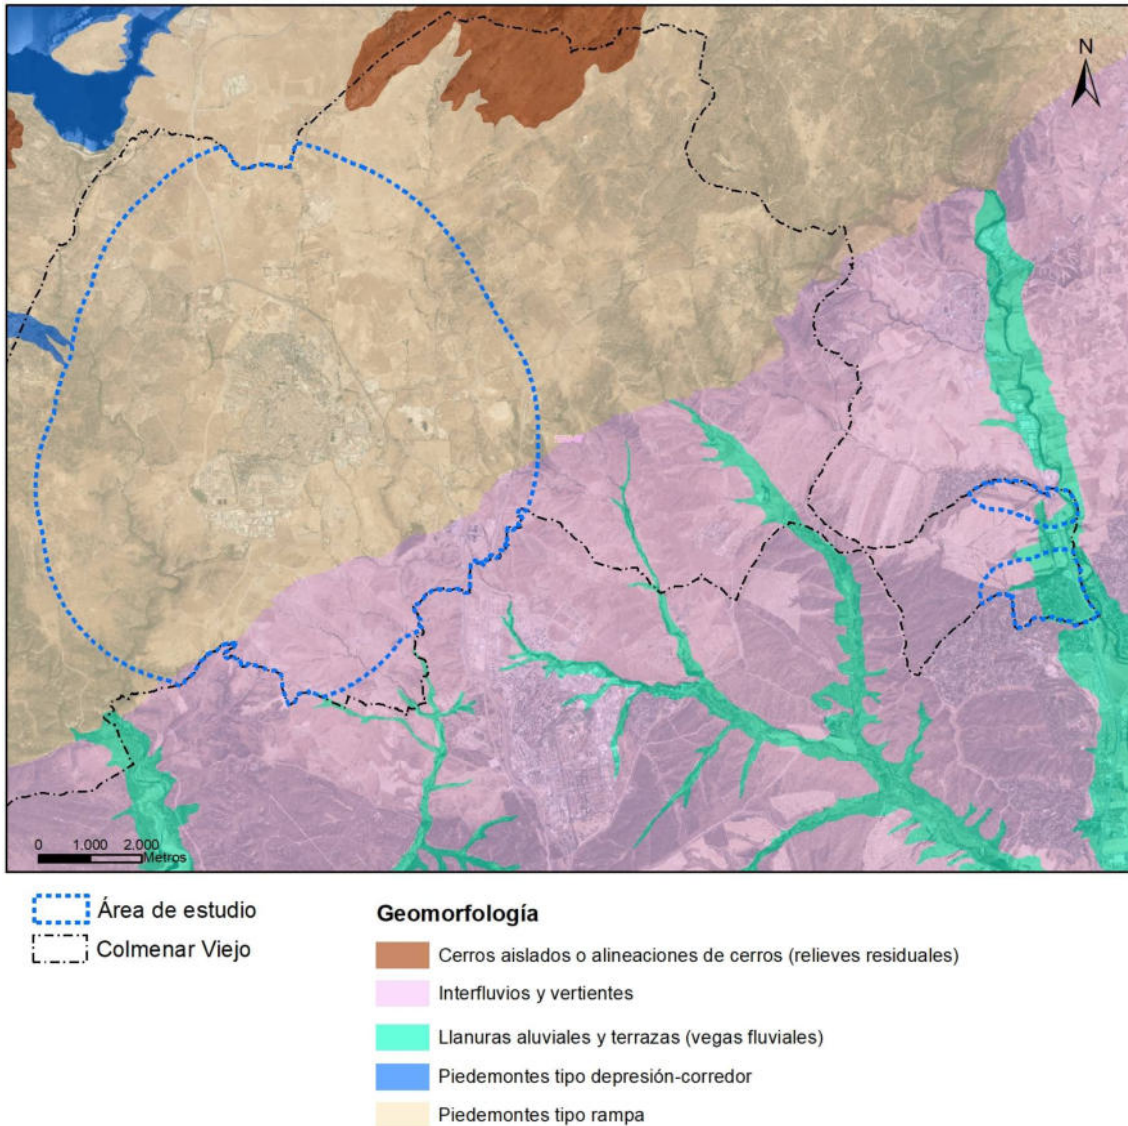 N
0 1.000 2.000
Metros
Área de estudio
Colmenar Viejo
Geomorfología
Cerros aislados o alineaciones de cerros (relieves residuales)
Interfluvios y vertientes
Llanuras aluviales y terrazas (vegas fluviales)
Piedemontes tipo depresión-corredor
Piedemontes tipo rampa